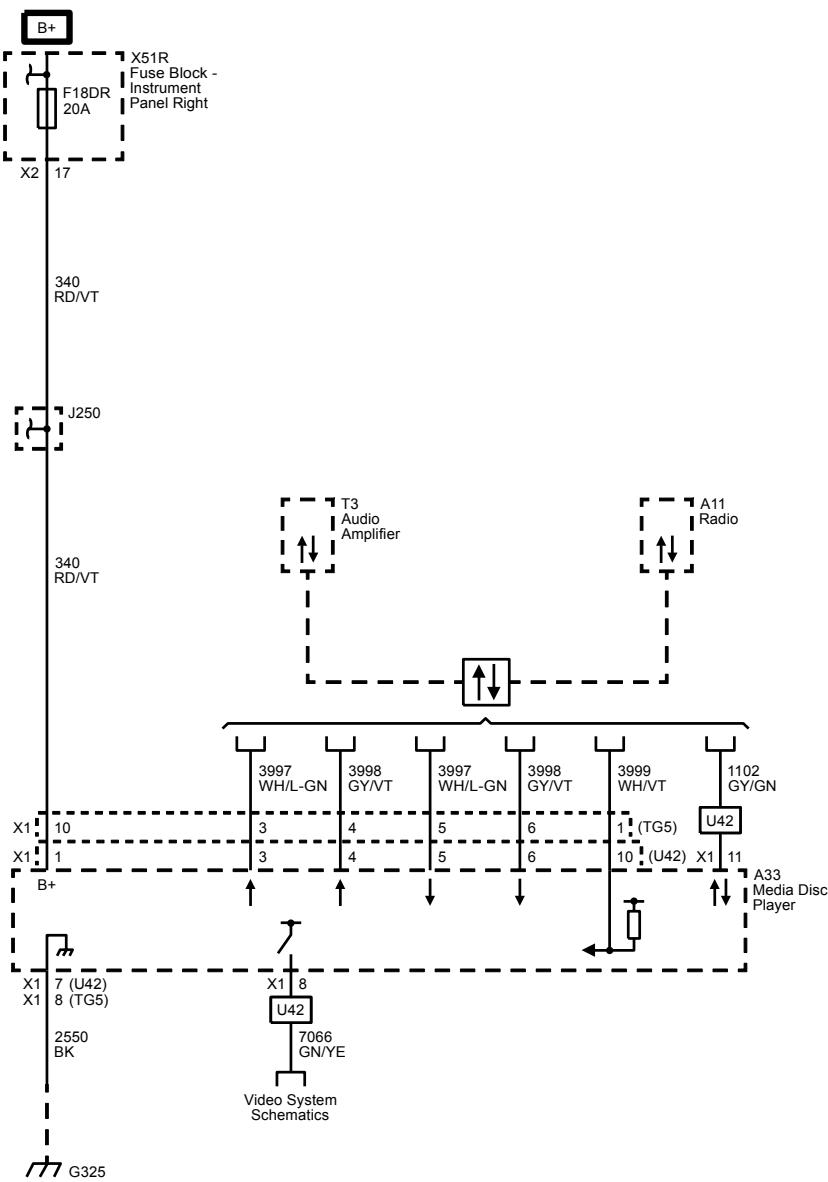 B+
X51R
Fuse Block -
Instrument
Panel Right
F18DR
20A
X2 17
340
RD/VT
J250
T3
Audio
Amplifier
A11
Radio
340
RD/VT
3997
WH/L-GN
3998
GY/VT
3997
WH/L-GN
3998
GY/VT
3999
WH/VT
1102
GY/GN
U42
X1 10 3 4 5 6 1 (TG5)
X1 1 3 4 5 6 10 (U42) X1 11
B+
A33
Media Disc
Player
X1 7 (U42)
X1 8 (TG5)
X1 8
U42
2550
BK
7066
GN/YE
Video System
Schematics
G325